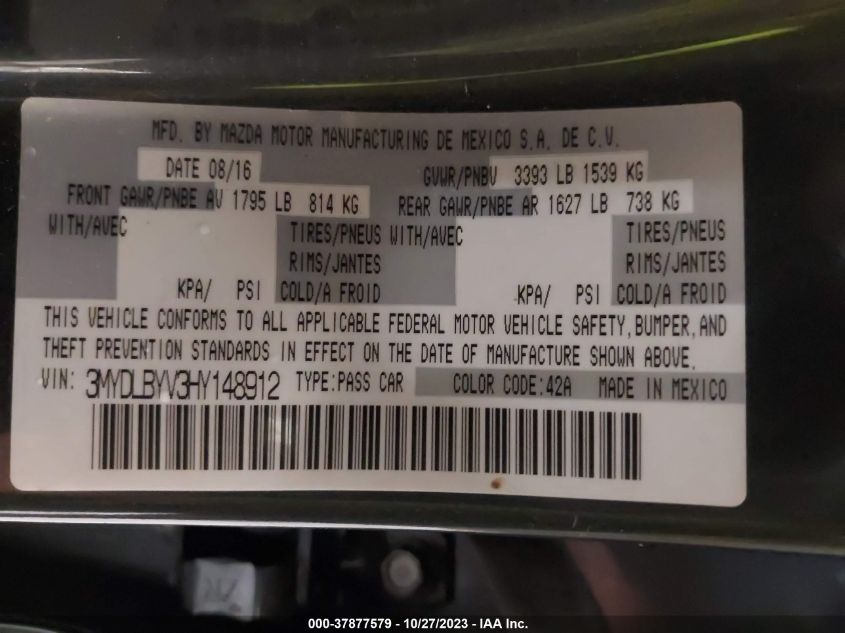 MFD. BY MAZDA MOTOR MANUFACTURING DE MEXICO S.A. DE C.V.
DATE 08/16 GVWR/PNBV 3393 LB 1539 KG
FRONT GAWR/PNBE AV 1795 LB 814 KG REAR GAWR/PNBE AR 1627 LB 738 KG
WITH/AVEC TIRES/PNEUS WITH/AVEC TIRES/PNEUS
RIMS/JANTES RIMS/JANTES
KPA/ PSI COLD/A FROID KPA/ PSI COLD/A FROID
THIS VEHICLE CONFORMS TO ALL APPLICABLE FEDERAL MOTOR VEHICLE SAFETY, BUMPER, AND
THEFT PREVENTION STANDARDS IN EFFECT ON THE DATE OF MANUFACTURE SHOWN ABOVE.
VIN: 3MYDLBYV3HY148912 TYPE:PASS CAR COLOR CODE:42A MADE IN MEXICO
000-37877579 - 10/27/2023 - IAA Inc.